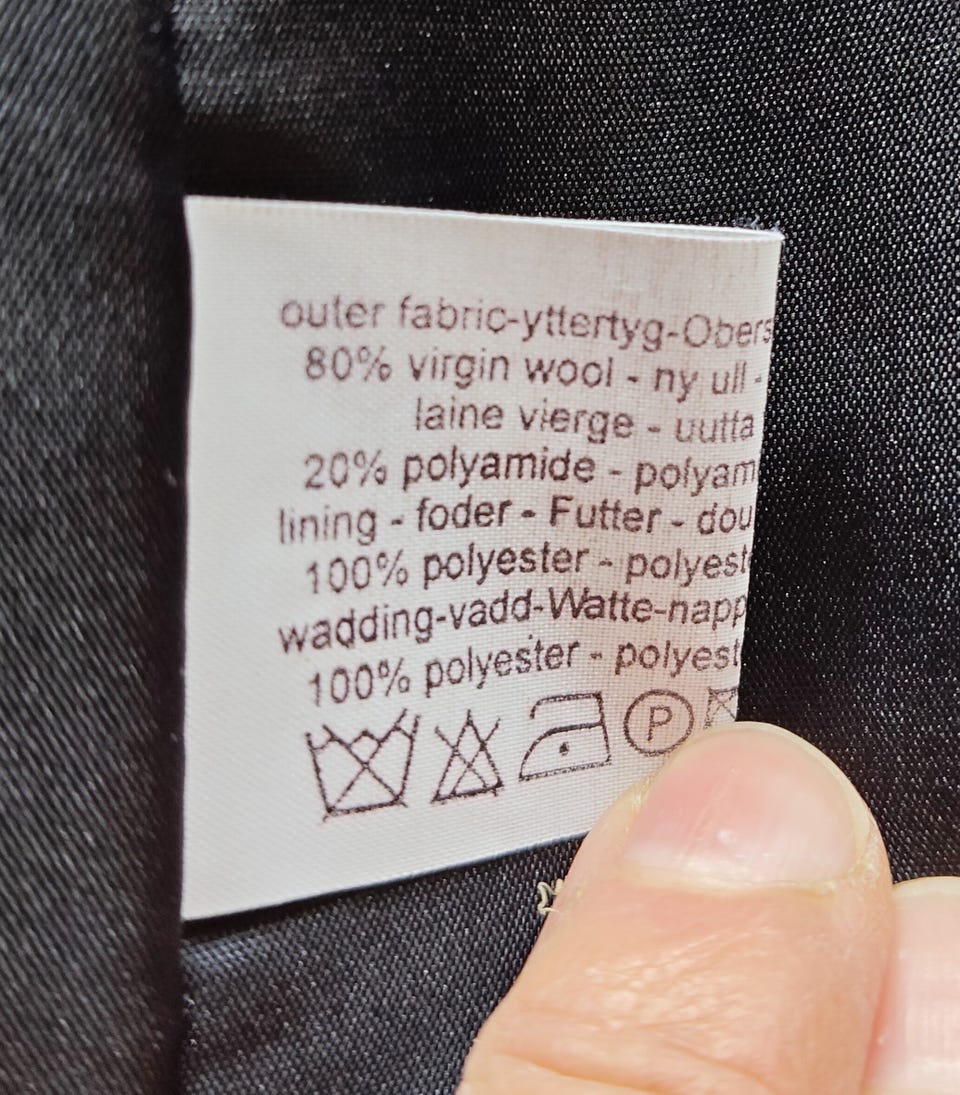 outer fabric-yttertyg-Obers
80% virgin wool - ny ull -
laine vierge - uutta
20% polyamide - polyam
lining - foder - Futter - dou
100% polyester - polyest
wadding-vadd-Watte-napp
100% polyester - polyest
P